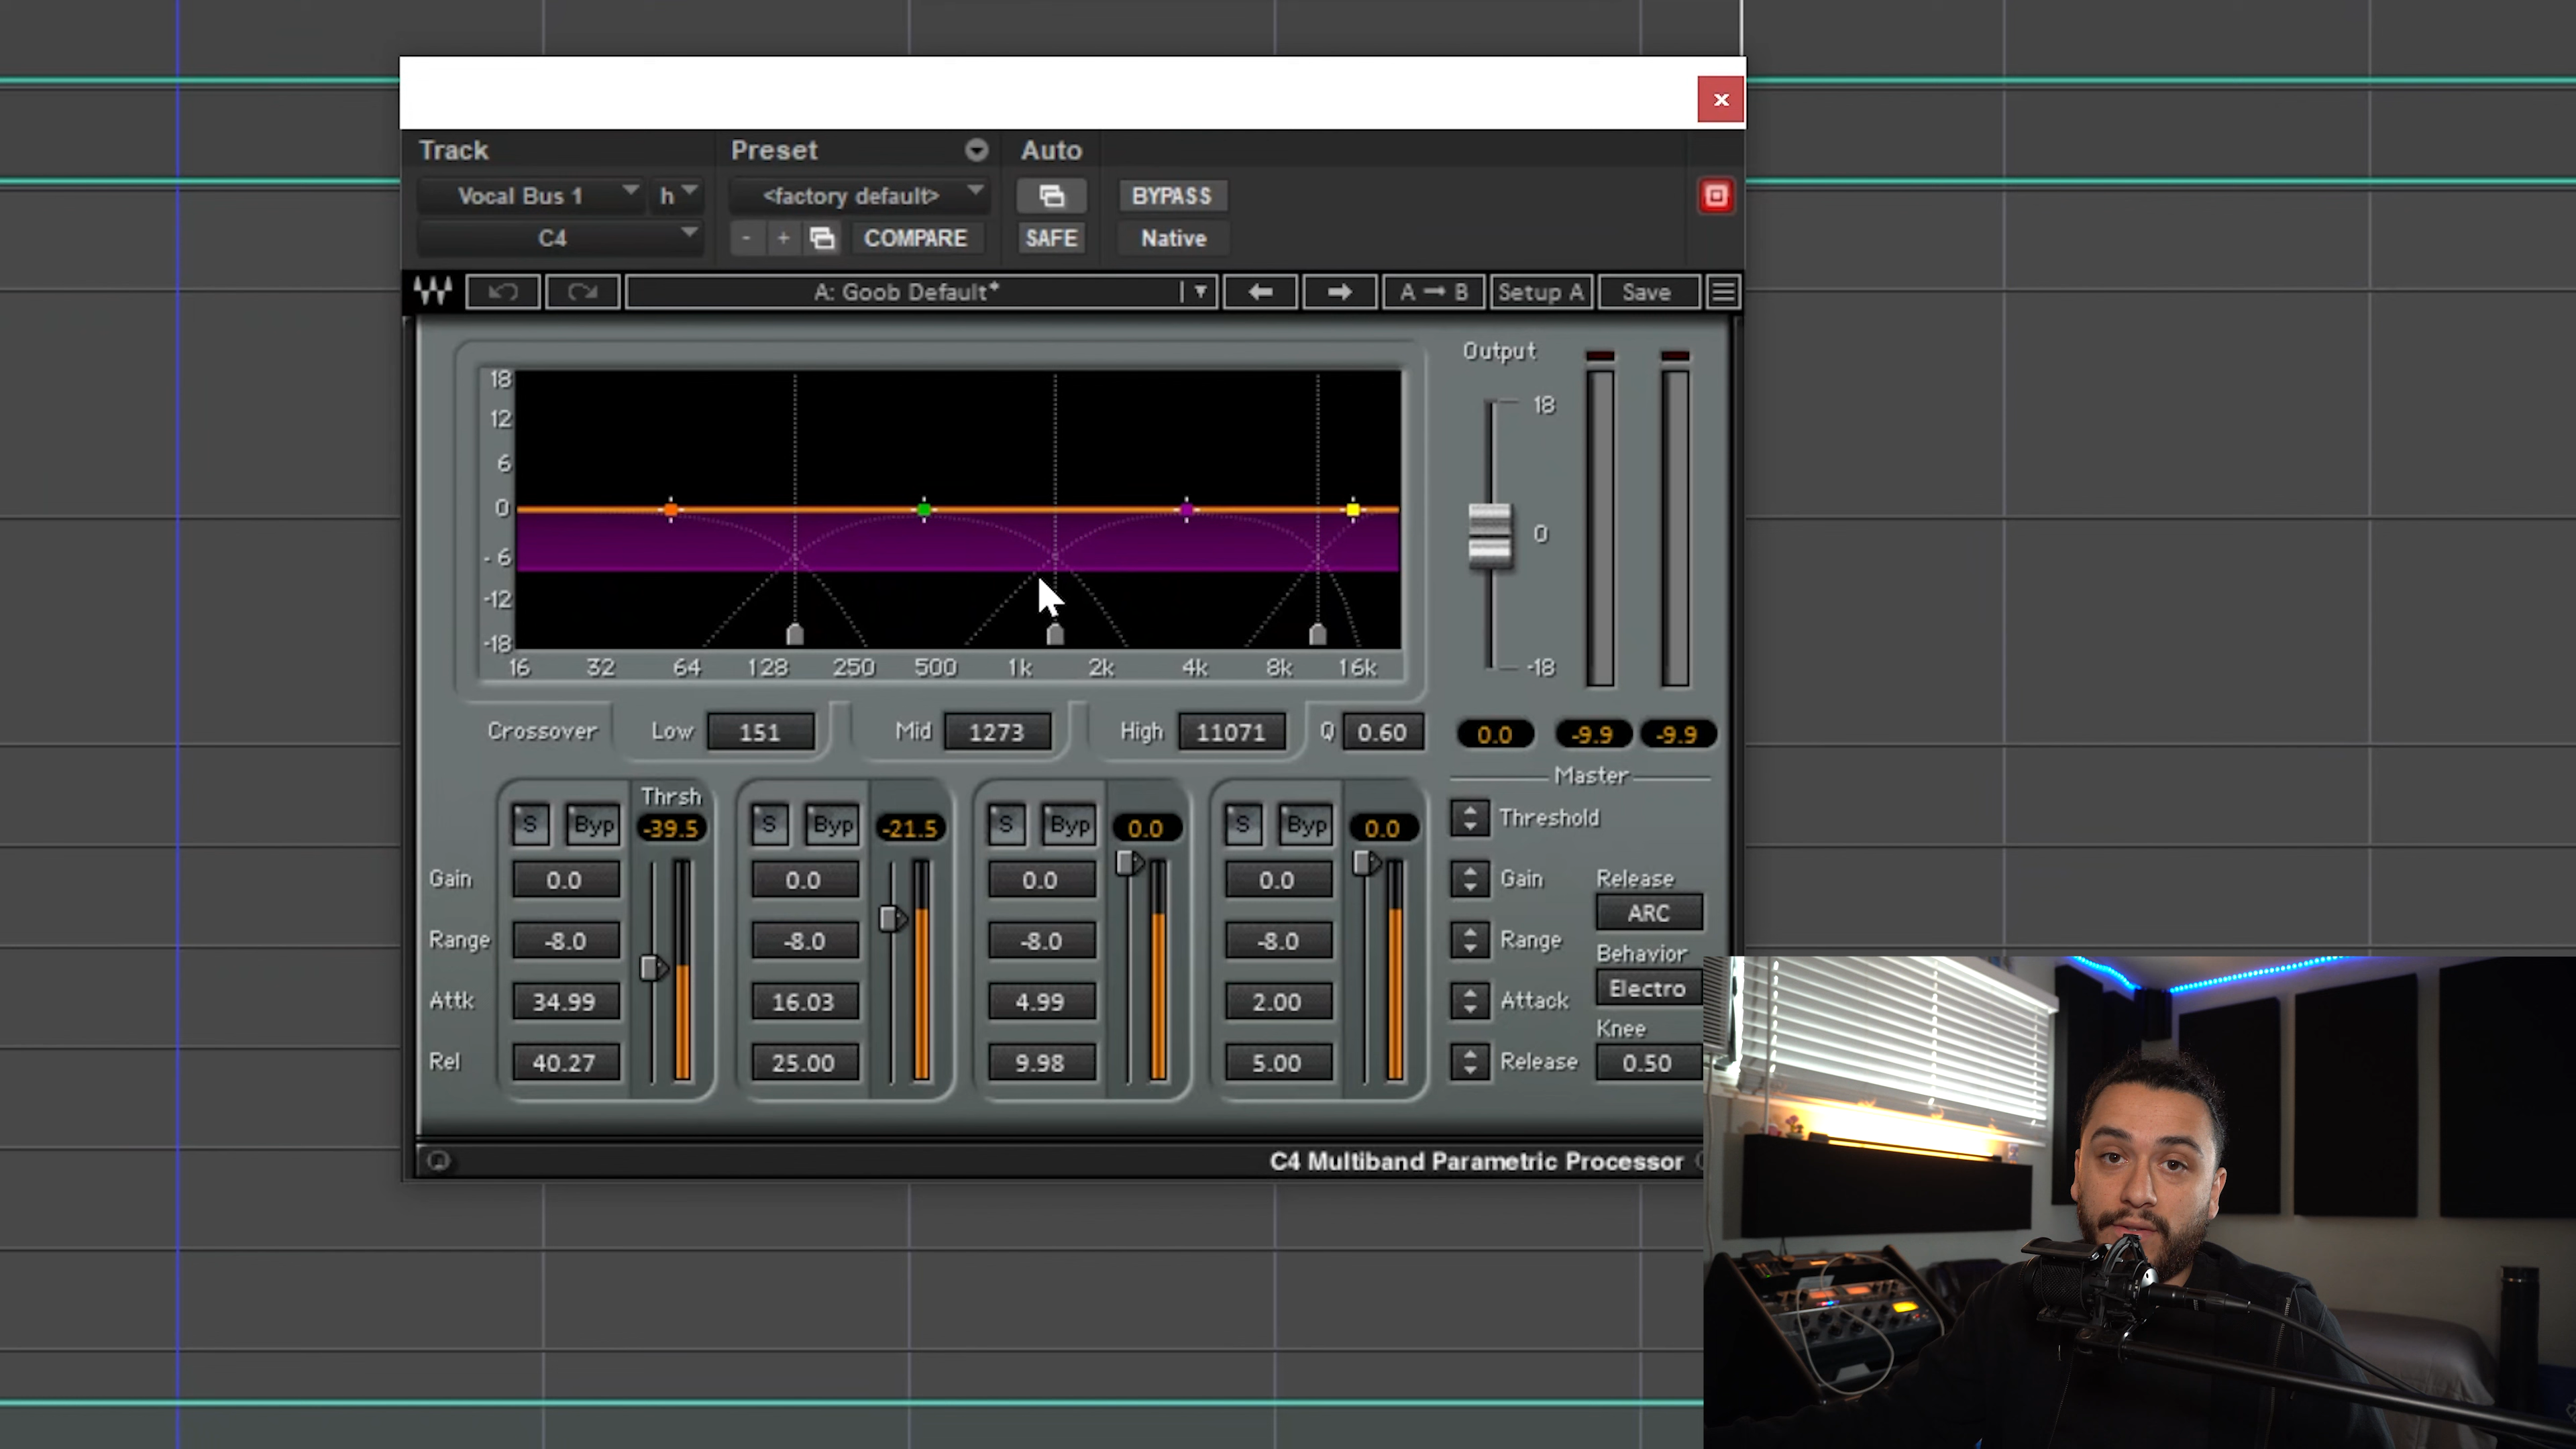 x
Track
Preset
Auto
Vocal Bus 1
h
<factory default>
BYPASS
C4
- +
COMPARE
SAFE
Native
A: Goob Default*
A → B
Setup A
Save
Output
18
12
6
0
-6
-12
-18
16 32 64 128 250 500 1k 2k 4k 8k 16k
18
0
-18
Crossover Low 151 Mid 1273 High 11071 Q 0.60
0.0 -9.9 -9.9
Master
Thrsh
S Byp -39.5 S Byp -21.5 S Byp 0.0 S Byp 0.0
Threshold
Gain 0.0 0.0 0.0 0.0 Gain
Release
ARC
Range -8.0 -8.0 -8.0 -8.0 Range
Behavior
Electro
Attk 34.99 16.03 4.99 2.00 Attack
Knee
Rel 40.27 25.00 9.98 5.00 Release 0.50
C4 Multiband Parametric Processor